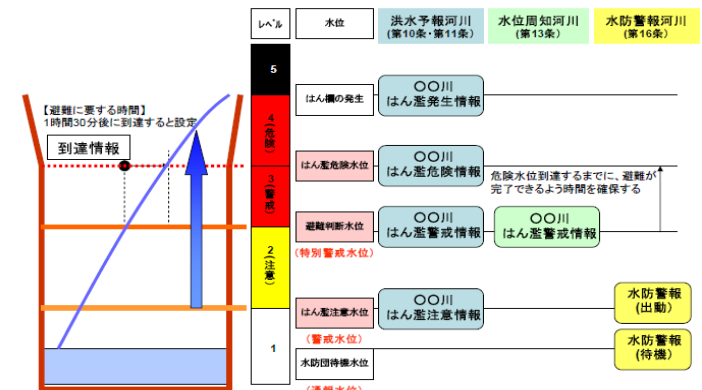 レベル
水位
洪水予報河川
(第10条・第11条)
水位周知河川
(第13条)
水防警報河川
(第16条)
5
4(危険)
3(警戒)
2(注意)
1
【避難に要する時間】
1時間30分後に到達すると設定
到達情報
はん欄の発生
〇〇川
はん濫発生情報
はん濫危険水位
〇〇川
はん濫危険情報
危険水位到達するまでに、避難が
完了できるよう時間を確保する
避難判断水位
(特別警戒水位)
〇〇川
はん濫警戒情報
〇〇川
はん濫警戒情報
はん濫注意水位
(警戒水位)
〇〇川
はん濫注意情報
水防警報
(出動)
水防団待機水位
(通報水位)
水防警報
(待機)